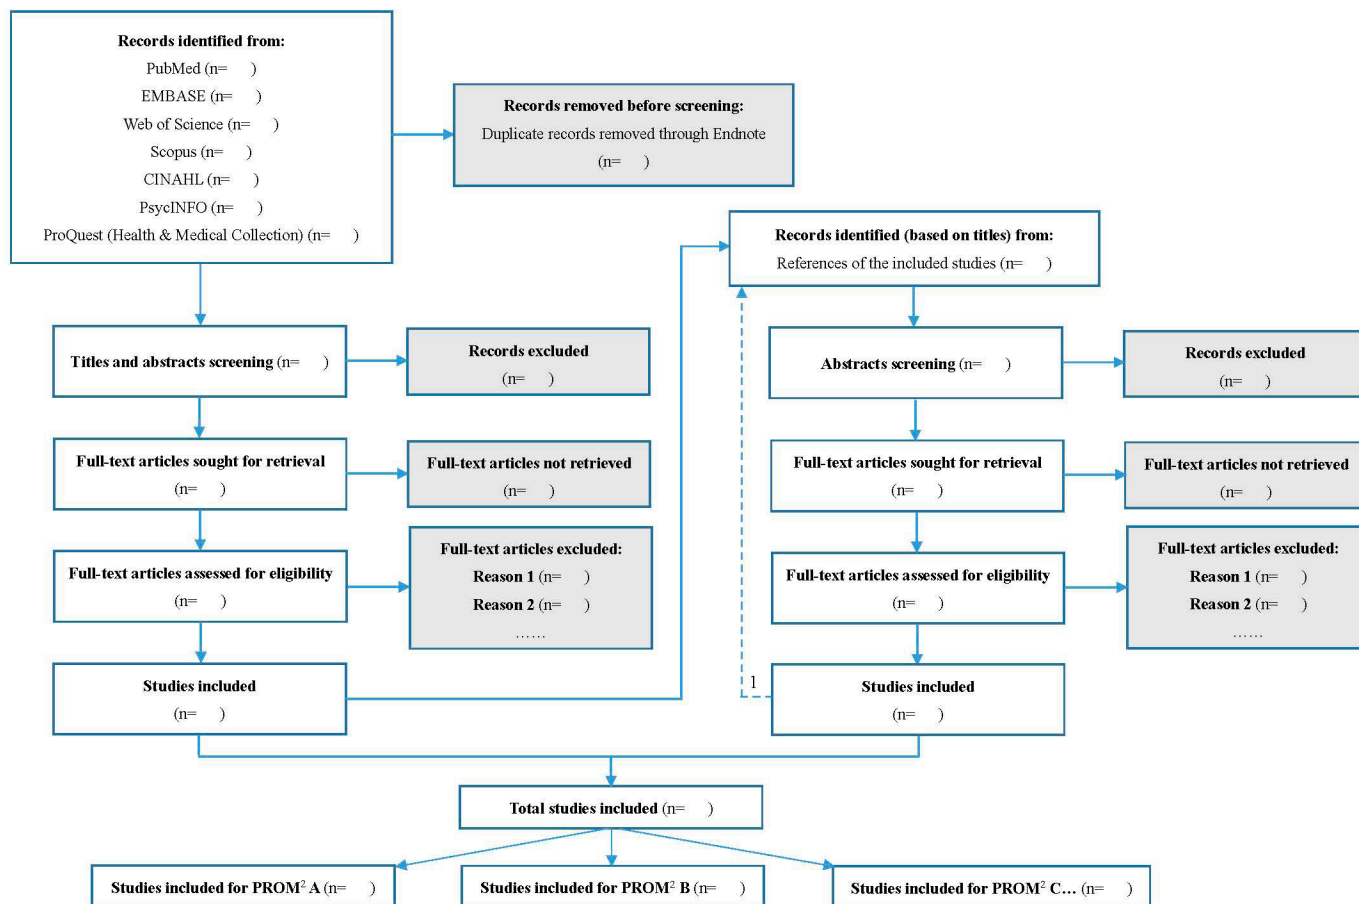 Records identified from:
PubMed (n= )
EMBASE (n= )
Web of Science (n= )
Scopus (n= )
CINAHL (n= )
PsycINFO (n= )
ProQuest (Health & Medical Collection) (n= )
Records removed before screening:
Duplicate records removed through Endnote
(n= )
Records identified (based on titles) from:
References of the included studies (n= )
Titles and abstracts screening (n= )
Records excluded
(n= )
Abstracts screening (n= )
Records excluded
(n= )
Full-text articles sought for retrieval
(n= )
Full-text articles not retrieved
(n= )
Full-text articles sought for retrieval
(n= )
Full-text articles not retrieved
(n= )
Full-text articles assessed for eligibility
(n= )
Full-text articles excluded:
Reason 1 (n= )
Reason 2 (n= )
……
Full-text articles assessed for eligibility
(n= )
Full-text articles excluded:
Reason 1 (n= )
Reason 2 (n= )
……
Studies included
(n= )
1
Studies included
(n= )
Total studies included (n= )
Studies included for PROM² A (n= )
Studies included for PROM² B (n= )
Studies included for PROM² C… (n= )